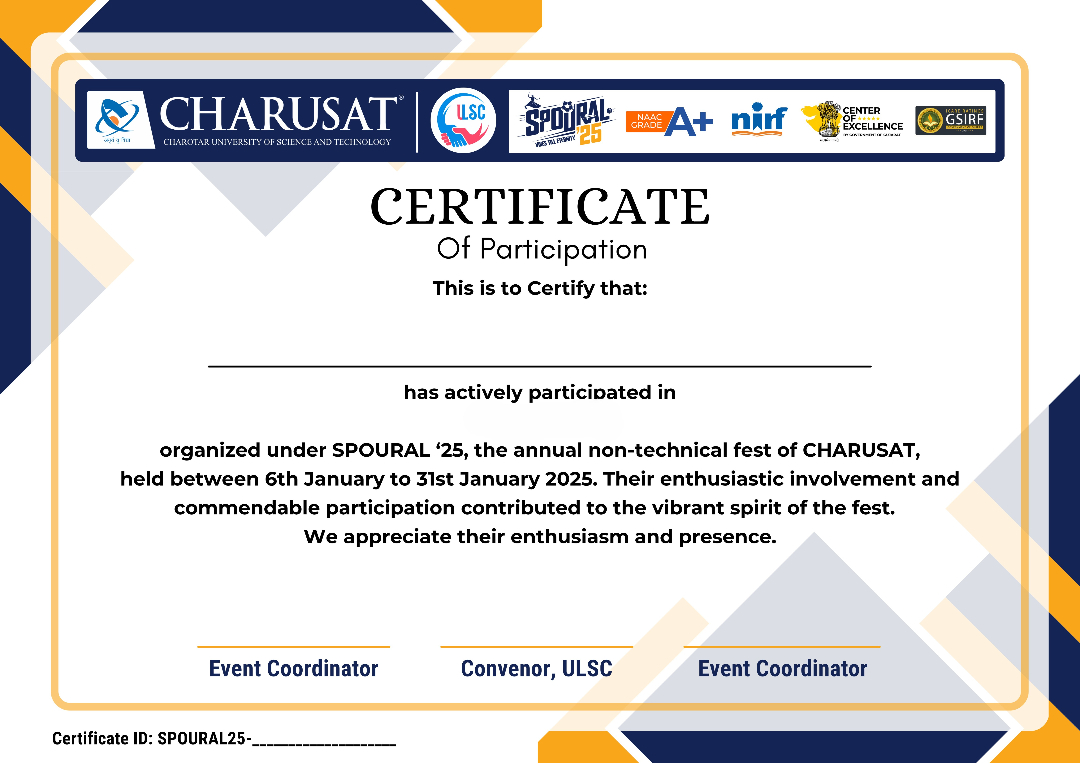 CHARUSAT®
CHAROTAR UNIVERSITY OF SCIENCE AND TECHNOLOGY
ULSC
SPOURAL
'25
NAAC
GRADE
A+
nirf
CENTER
OF
EXCELLENCE
GSIRF
CERTIFICATE
Of Participation
This is to Certify that:
has actively participated in
organized under SPOURAL ‘25, the annual non-technical fest of CHARUSAT,
held between 6th January to 31st January 2025. Their enthusiastic involvement and
commendable participation contributed to the vibrant spirit of the fest.
We appreciate their enthusiasm and presence.
Event Coordinator
Convenor, ULSC
Event Coordinator
Certificate ID: SPOURAL25-____________________